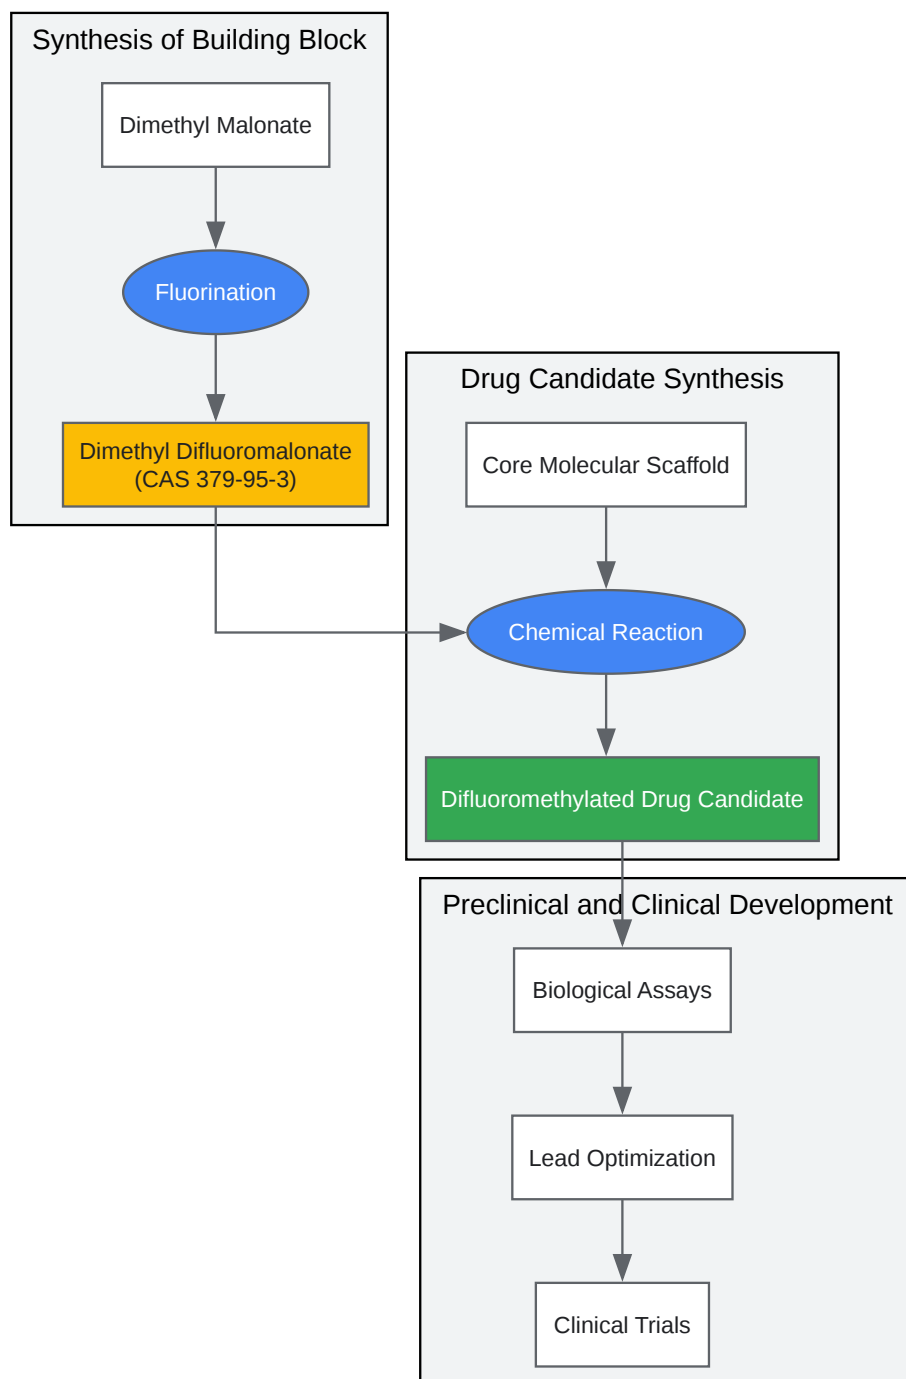 Synthesis of Building Block
Dimethyl Malonate
Fluorination
Dimethyl Difluoromalonate
(CAS 379-95-3)
Drug Candidate Synthesis
Core Molecular Scaffold
Chemical Reaction
Difluoromethylated Drug Candidate
Preclinical and Clinical Development
Biological Assays
Lead Optimization
Clinical Trials